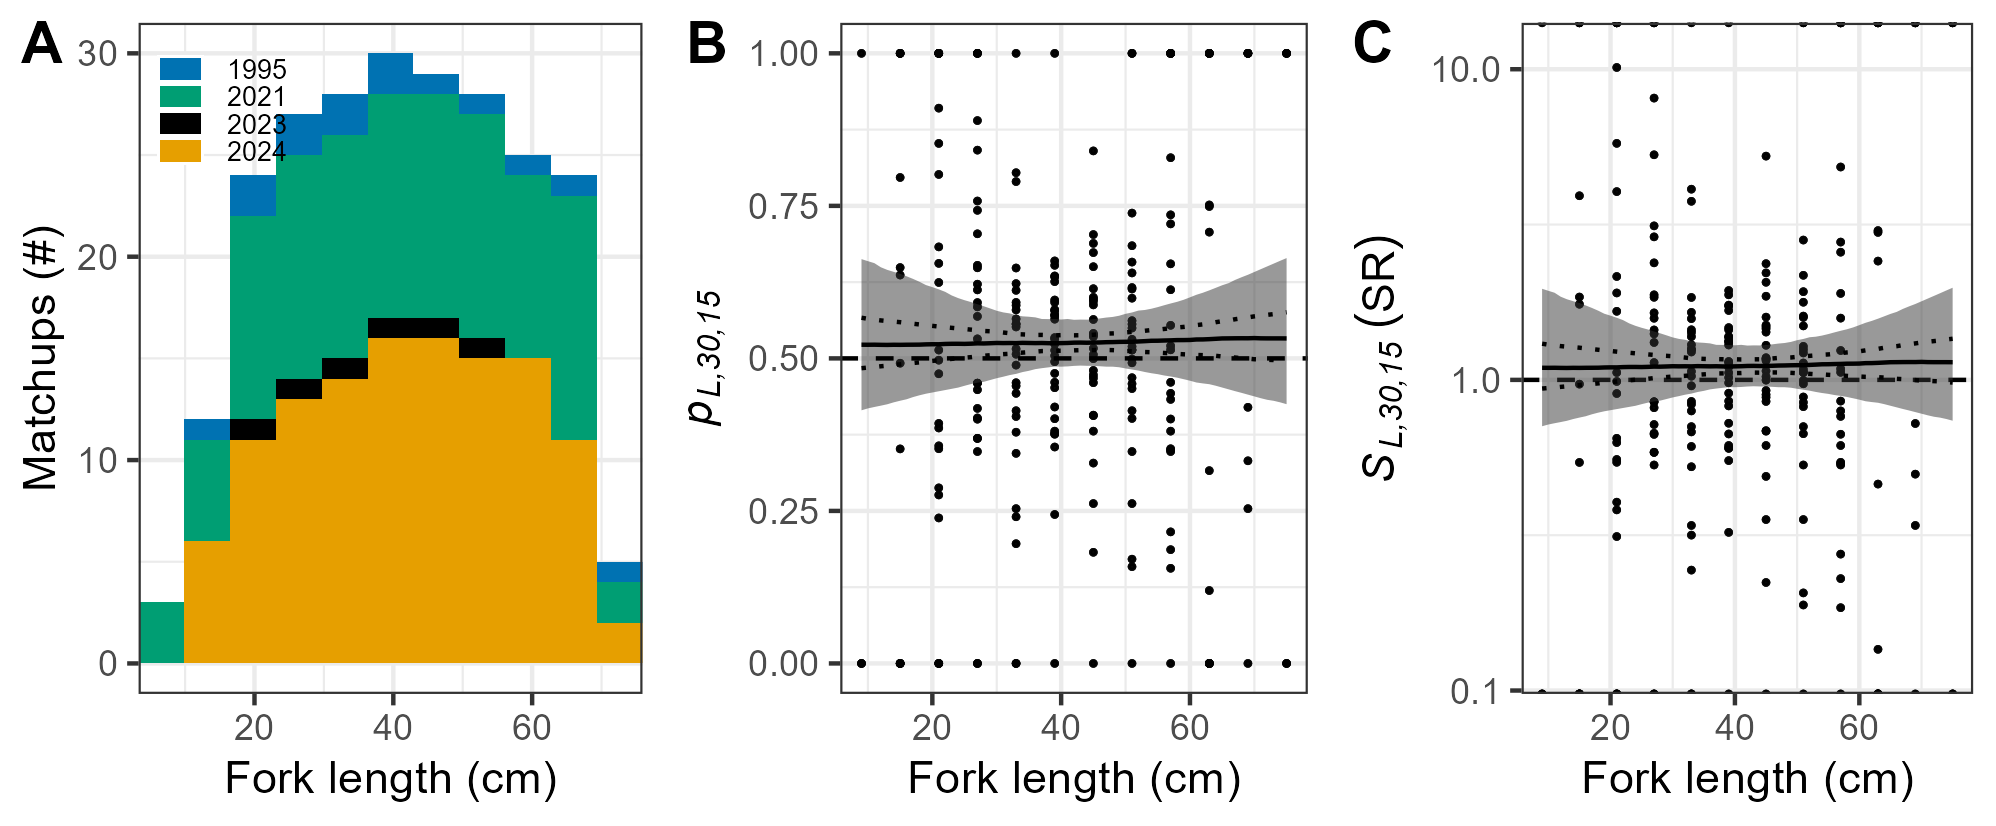 A
30
20
10
0
Matchups (#)
1995
2021
2023
2024
20 40 60
Fork length (cm)
B
1.00
0.75
0.50
0.25
0.00
pL,30,15
20 40 60
Fork length (cm)
C
10.0
1.0
0.1
SL,30,15 (SR)
20 40 60
Fork length (cm)